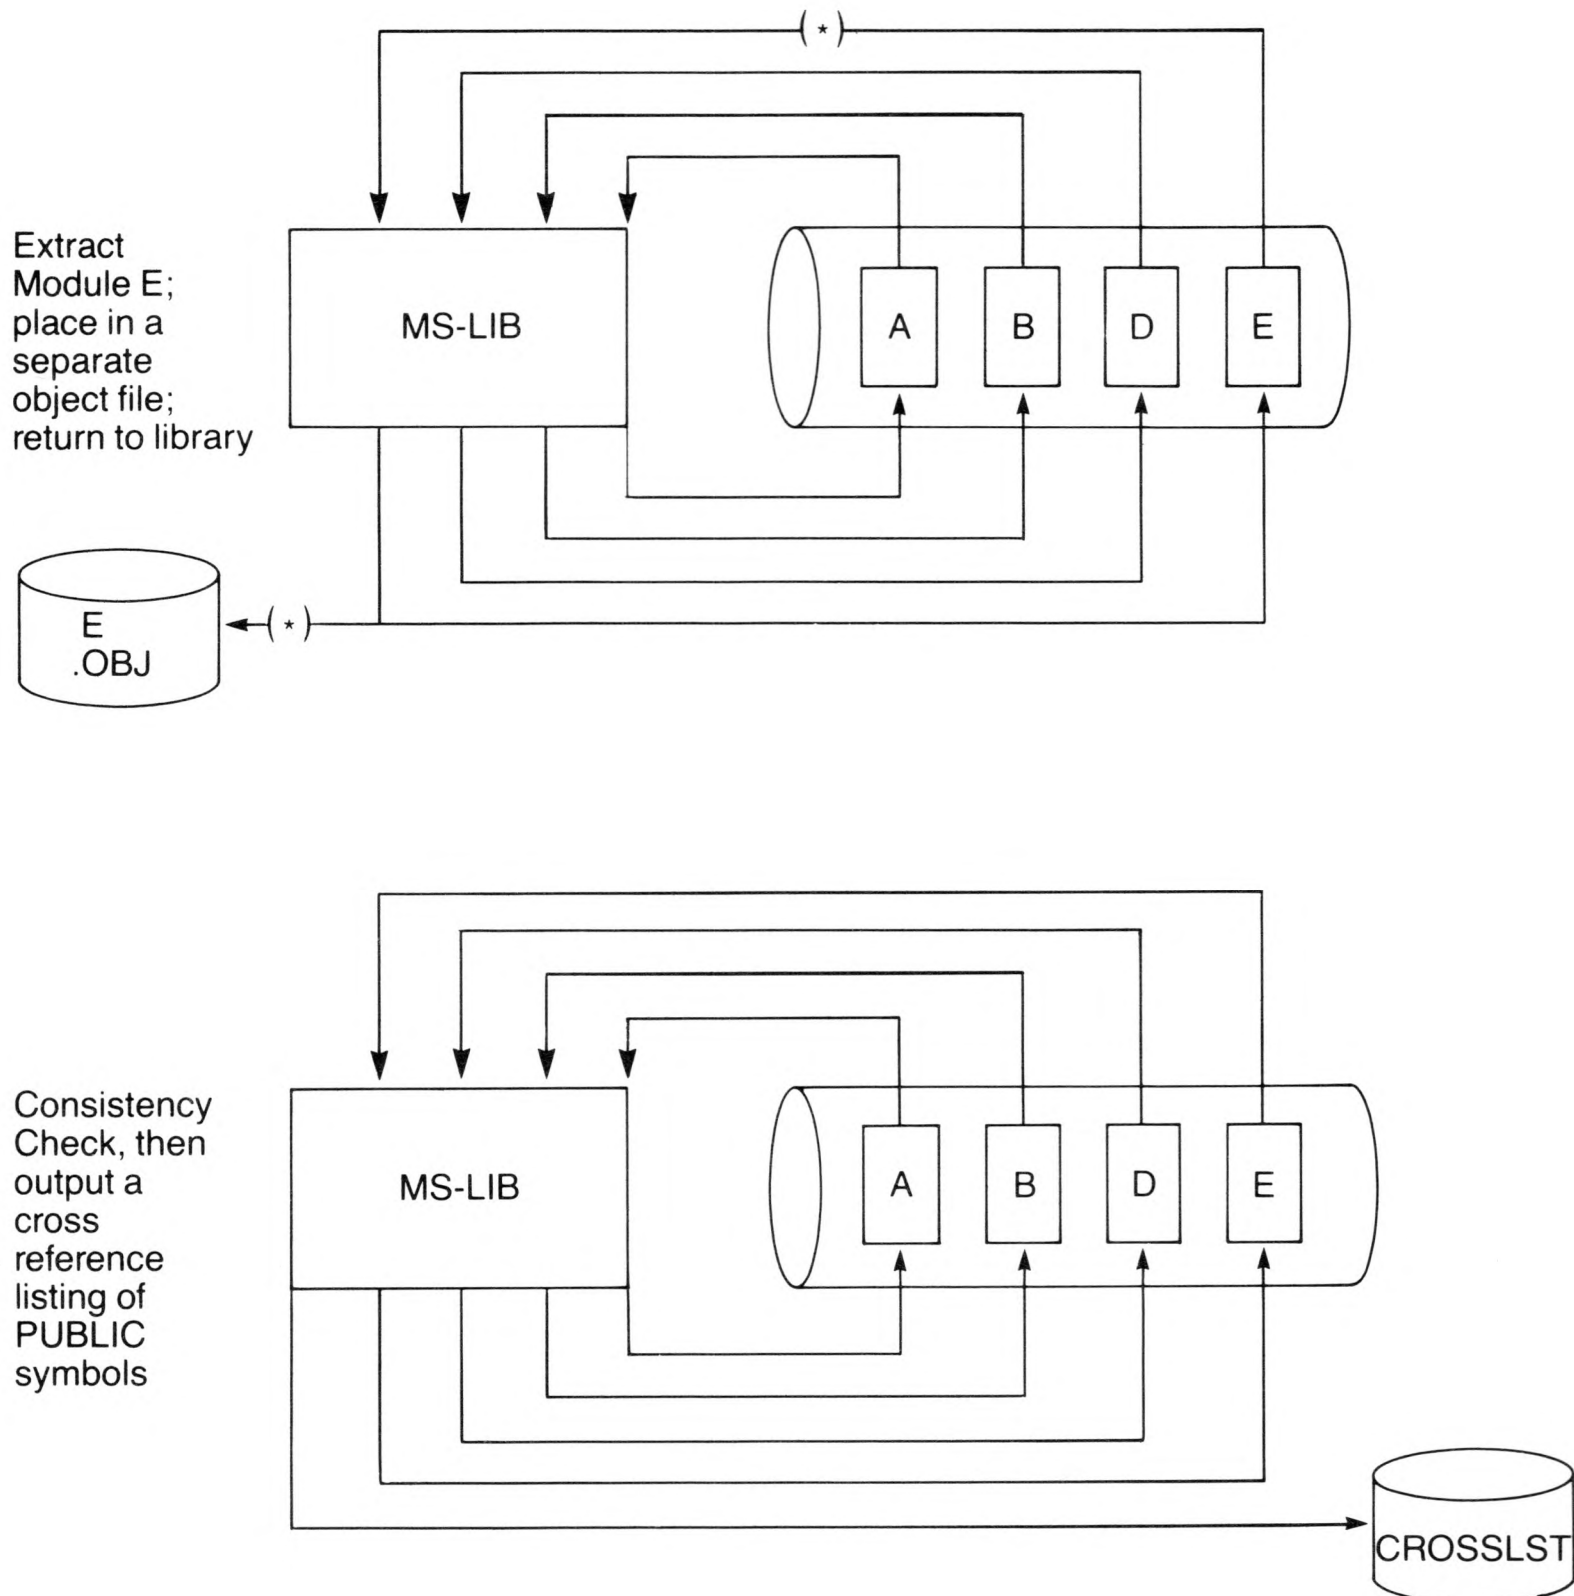 (*)
Extract
Module E;
place in a
separate
object file;
return to library
MS-LIB
A B D E
E
.OBJ
(*)
Consistency
Check, then
output a
cross
reference
listing of
PUBLIC
symbols
MS-LIB
A B D E
CROSSLST